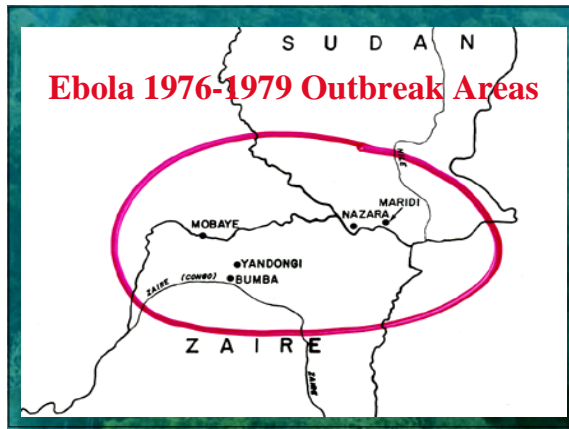 S U D A N
Ebola 1976-1979 Outbreak Areas
NILE
MARIDI
NAZARA
MOBAYE
YANDONGI
BUMBA
ZAIRE (CONGO)
Z A I R E
ZAIRE